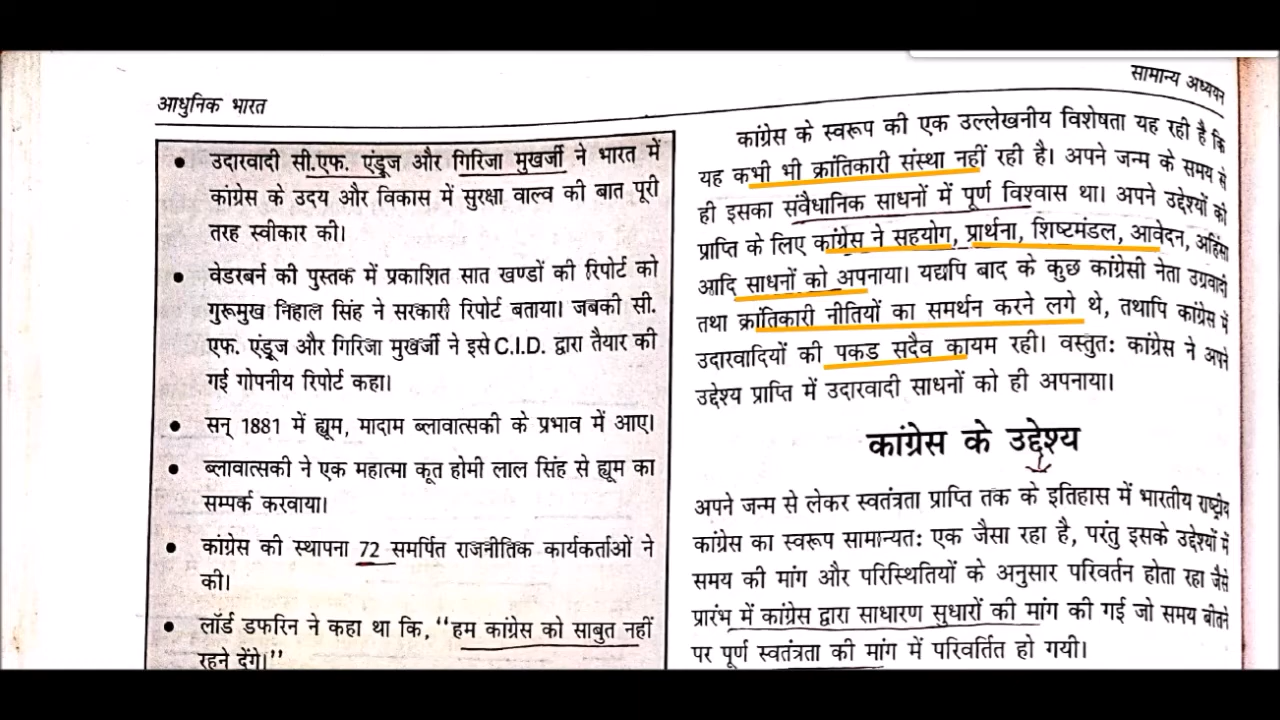 आधुनिक भारत
सामान्य अध्ययन
• उदारवादी सी.एफ. एंड्रूज और गिरिजा मुखर्जी ने भारत में
कांग्रेस के उदय और विकास में सुरक्षा वाल्व की बात पूरी
तरह स्वीकार की।
• वेडरबर्न की पुस्तक में प्रकाशित सात खण्डों की रिपोर्ट को
गुरूमुख निहाल सिंह ने सरकारी रिपोर्ट बताया। जबकी सी.
एफ. एंड्रूज और गिरिजा मुखर्जी ने इसे C.I.D. द्वारा तैयार की
गई गोपनीय रिपोर्ट कहा।
• सन् 1881 में ह्यूम, मादाम ब्लावात्सकी के प्रभाव में आए।
• ब्लावात्सकी ने एक महात्मा कूत होमी लाल सिंह से ह्यूम का
सम्पर्क करवाया।
• कांग्रेस की स्थापना 72 समर्पित राजनीतिक कार्यकर्ताओं ने
की।
• लॉर्ड डफरिन ने कहा था कि, ‘‘हम कांग्रेस को साबुत नहीं
रहने देंगे।’’
कांग्रेस के स्वरूप की एक उल्लेखनीय विशेषता यह रही है कि
यह कभी भी क्रांतिकारी संस्था नहीं रही है। अपने जन्म के समय से
ही इसका संवैधानिक साधनों में पूर्ण विश्वास था। अपने उद्देश्यों की
प्राप्ति के लिए कांग्रेस ने सहयोग, प्रार्थना, शिष्टमंडल, आवेदन, अहिंसा
आदि साधनों को अपनाया। यद्यपि बाद के कुछ कांग्रेसी नेता उग्रवादी
तथा क्रांतिकारी नीतियों का समर्थन करने लगे थे, तथापि कांग्रेस में
उदारवादियों की पकड सदैव कायम रही। वस्तुतः कांग्रेस ने अपने
उद्देश्य प्राप्ति में उदारवादी साधनों को ही अपनाया।
कांग्रेस के उद्देश्य
अपने जन्म से लेकर स्वतंत्रता प्राप्ति तक के इतिहास में भारतीय राष्ट्रीय
कांग्रेस का स्वरूप सामान्यतः एक जैसा रहा है, परंतु इसके उद्देश्यों में
समय की मांग और परिस्थितियों के अनुसार परिवर्तन होता रहा जैसे
प्रारंभ में कांग्रेस द्वारा साधारण सुधारों की मांग की गई जो समय बीतने
पर पूर्ण स्वतंत्रता की मांग में परिवर्तित हो गयी।